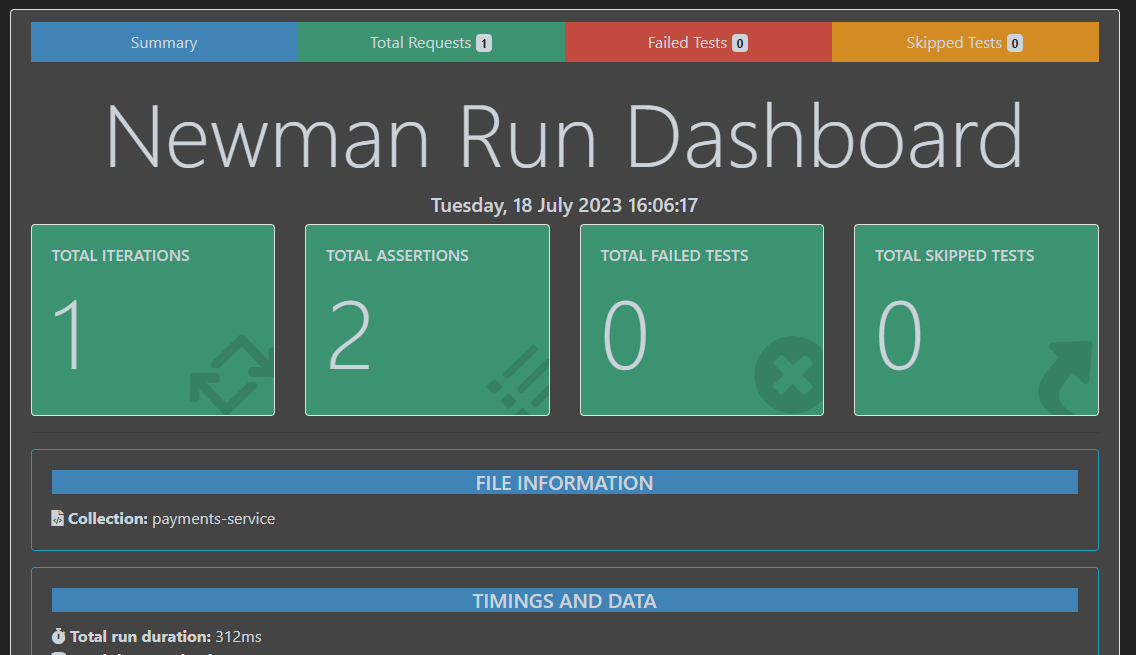 Summary
Total Requests 1
Failed Tests 0
Skipped Tests 0
Newman Run Dashboard
Tuesday, 18 July 2023 16:06:17
TOTAL ITERATIONS
1
TOTAL ASSERTIONS
2
TOTAL FAILED TESTS
0
TOTAL SKIPPED TESTS
0
FILE INFORMATION
Collection: payments-service
TIMINGS AND DATA
Total run duration: 312ms